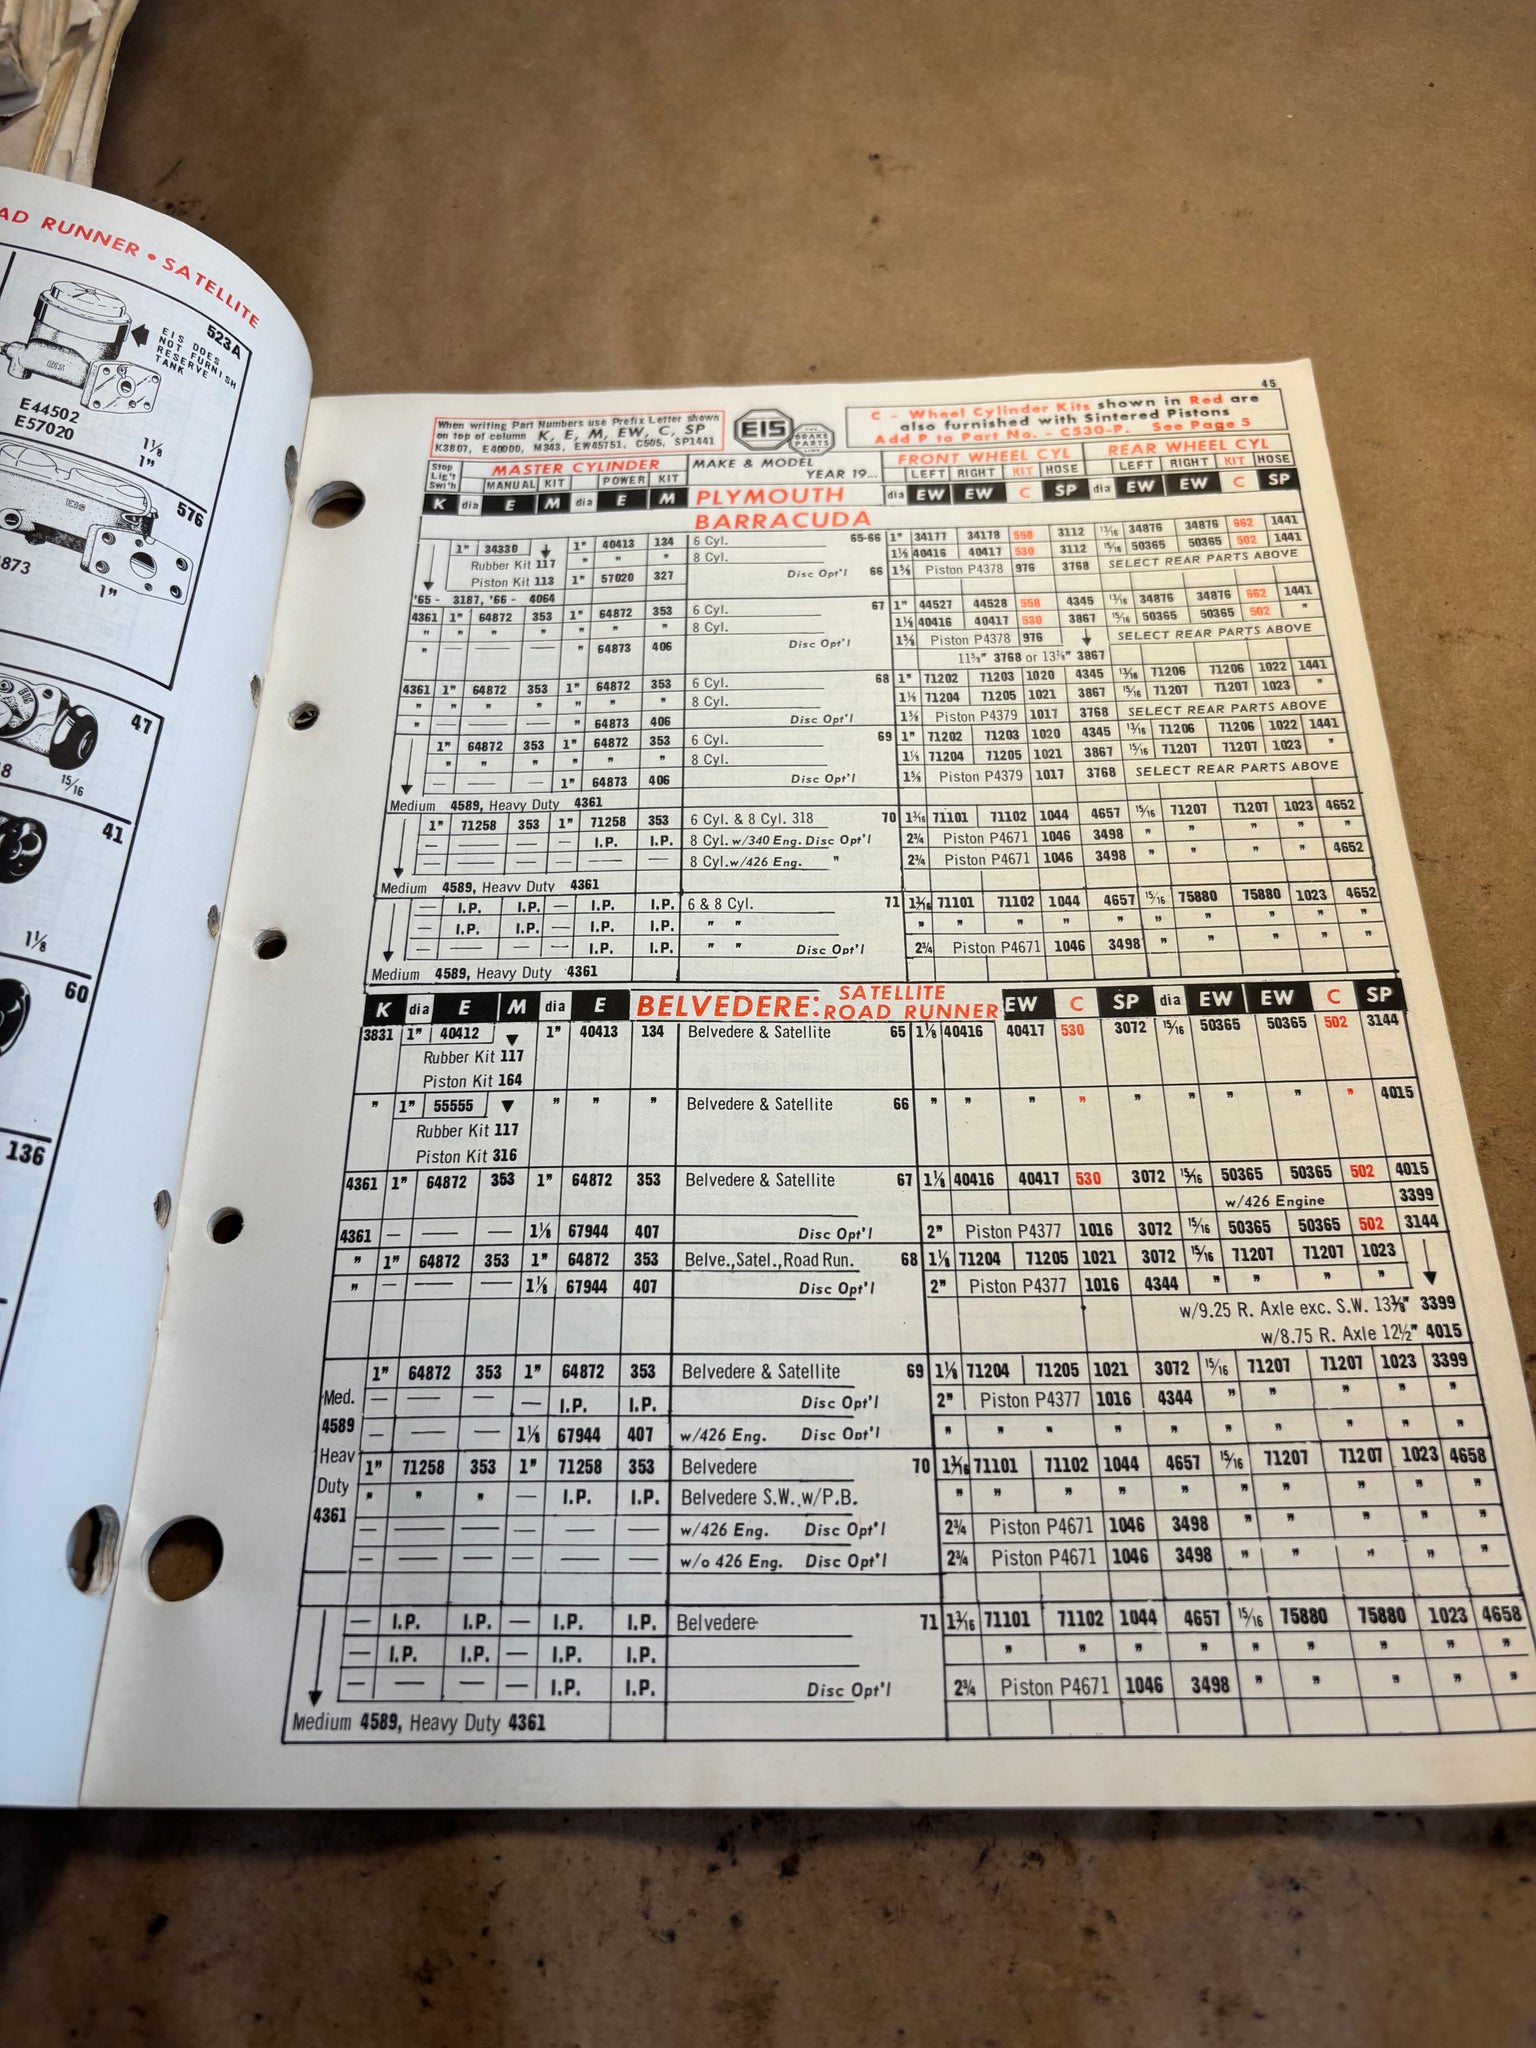 AD RUNNER • SATELLITE
523A
EIS DOES
NOT FURNISH
RESERVE
TANK
EIS
E44502
E57020
1⅛
1"
576
EIS
873
1"
47
EIS
8
15/16
41
1⅛
60
136
45
When writing Part Numbers use Prefix Letter shown
on top of column K, E, M, EW, C, SP
K3807, E40000, M343, EW45751, C505, SP1441
EIS
BRAKE
PARTS
C - Wheel Cylinder Kits shown in Red are
also furnished with Sintered Pistons
Add P to Part No. - C530-P. See Page 5
Stop Lig't Swi'h MASTER CYLINDER MAKE & MODEL YEAR 19... FRONT WHEEL CYL REAR WHEEL CYL
MANUAL KIT POWER KIT LEFT RIGHT KIT HOSE LEFT RIGHT KIT HOSE
K dia E M dia E M PLYMOUTH dia EW EW C SP dia EW EW C SP
BARRACUDA
1" 34330 1" 40413 134 6 Cyl. 65-66 1" 34177 34178 558 3112 13/16 34876 34876 662 1441
Rubber Kit 117 " " " 8 Cyl. 1⅛ 40416 40417 530 3112 15/16 50365 50365 502 1441
Piston Kit 113 1" 57020 327 Disc Opt'l 66 1⅝ Piston P4378 976 3768 SELECT REAR PARTS ABOVE
'65 - 3187, '66 - 4064
4361 1" 64872 353 1" 64872 353 6 Cyl. 67 1" 44527 44528 558 4345 13/16 34876 34876 662 1441
" " " " " " " 8 Cyl. 1⅛ 40416 40417 530 3867 15/16 50365 50365 502 "
" — — — " 64873 406 Disc Opt'l 1⅝ Piston P4378 976 SELECT REAR PARTS ABOVE
11⅝" 3768 or 13⅞" 3867
4361 1" 64872 353 1" 64872 353 6 Cyl. 68 1" 71202 71203 1020 4345 13/16 71206 71206 1022 1441
" " " " " " " 8 Cyl. 1⅛ 71204 71205 1021 3867 15/16 71207 71207 1023 "
" — — — " 64873 406 Disc Opt'l 1⅝ Piston P4379 1017 3768 SELECT REAR PARTS ABOVE
1" 64872 353 1" 64872 353 6 Cyl. 69 1" 71202 71203 1020 4345 13/16 71206 71206 1022 1441
" " " " " " 8 Cyl. 1⅛ 71204 71205 1021 3867 15/16 71207 71207 1023 "
— — — 1" 64873 406 Disc Opt'l 1⅝ Piston P4379 1017 3768 SELECT REAR PARTS ABOVE
Medium 4589, Heavy Duty 4361
1" 71258 353 1" 71258 353 6 Cyl. & 8 Cyl. 318 70 1 3/16 71101 71102 1044 4657 15/16 71207 71207 1023 4652
— — — — I.P. I.P. 8 Cyl. w/340 Eng. Disc Opt'l 2¾ Piston P4671 1046 3498 " " " " "
— — — — — — 8 Cyl. w/426 Eng. " 2¾ Piston P4671 1046 3498 " " " " 4652
Medium 4589, Heavy Duty 4361
— I.P. I.P. — I.P. I.P. 6 & 8 Cyl. 71 1 3/16 71101 71102 1044 4657 15/16 75880 75880 1023 4652
— I.P. I.P. — I.P. I.P. " " " " " " " " " " " "
— — — — I.P. I.P. " " Disc Opt'l 2¾ Piston P4671 1046 3498 " " " " "
Medium 4589, Heavy Duty 4361
K dia E M dia E BELVEDERE: SATELLITE ROAD RUNNER EW C SP dia EW EW C SP
3831 1" 40412 1" 40413 134 Belvedere & Satellite 65 1⅛ 40416 40417 530 3072 15/16 50365 50365 502 3144
Rubber Kit 117
Piston Kit 164
" 1" 55555 " " " Belvedere & Satellite 66 " " " " " " " " " 4015
Rubber Kit 117
Piston Kit 316
4361 1" 64872 353 1" 64872 353 Belvedere & Satellite 67 1⅛ 40416 40417 530 3072 15/16 50365 50365 502 4015
w/426 Engine 3399
4361 — — — 1⅛ 67944 407 Disc Opt'l 2" Piston P4377 1016 3072 15/16 50365 50365 502 3144
" 1" 64872 353 1" 64872 353 Belve., Satel., Road Run. 68 1⅛ 71204 71205 1021 3072 15/16 71207 71207 1023
" — — — 1⅛ 67944 407 Disc Opt'l 2" Piston P4377 1016 4344 " " " "
w/9.25 R. Axle exc. S.W. 13⅜" 3399
w/8.75 R. Axle 12½" 4015
1" 64872 353 1" 64872 353 Belvedere & Satellite 69 1⅛ 71204 71205 1021 3072 15/16 71207 71207 1023 3399
Med. — — — — I.P. I.P. Disc Opt'l 2" Piston P4377 1016 4344 " " " " "
4589 — — — 1⅛ 67944 407 w/426 Eng. Disc Opt'l " " " " " " " " " "
Heav 1" 71258 353 1" 71258 353 Belvedere 70 1 3/16 71101 71102 1044 4657 15/16 71207 71207 1023 4658
Duty " " " — I.P. I.P. Belvedere S.W. w/P.B. " " " " " " " " " "
4361 — — — — — — w/426 Eng. Disc Opt'l 2¾ Piston P4671 1046 3498 " " " " "
— — — — — — w/o 426 Eng. Disc Opt'l 2¾ Piston P4671 1046 3498 " " " " "
— I.P. I.P. — I.P. I.P. Belvedere 71 1 3/16 71101 71102 1044 4657 15/16 75880 75880 1023 4658
— I.P. I.P. — I.P. I.P. " " " " " " " " "
— — — — I.P. I.P. Disc Opt'l 2¾ Piston P4671 1046 3498 " " " " "
Medium 4589, Heavy Duty 4361